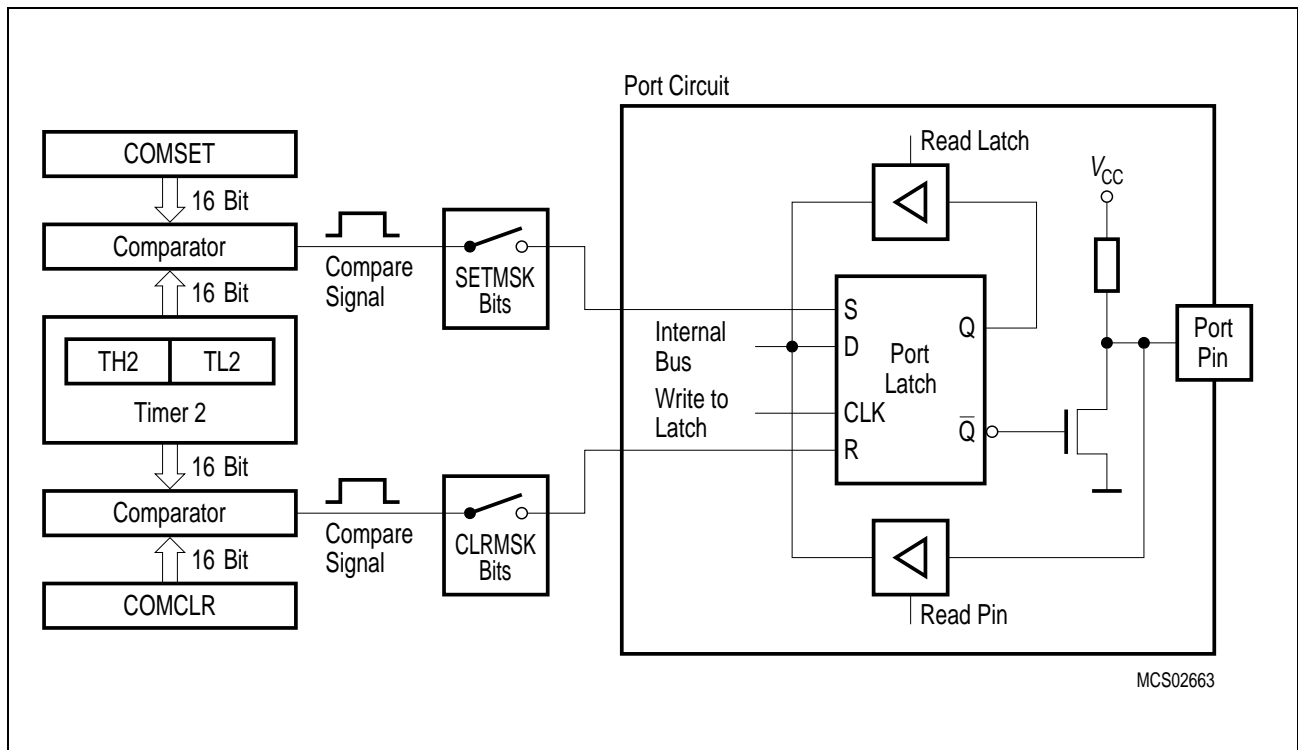 Port Circuit
COMSET
16 Bit
Comparator
16 Bit
TH2
TL2
Timer 2
16 Bit
Comparator
16 Bit
COMCLR
Compare
Signal
SETMSK
Bits
Compare
Signal
CLRMSK
Bits
Read Latch
VCC
Internal
Bus
Write to
Latch
S
D
CLK
R
Port
Latch
Q
Q̅
Read Pin
Port
Pin
MCS02663